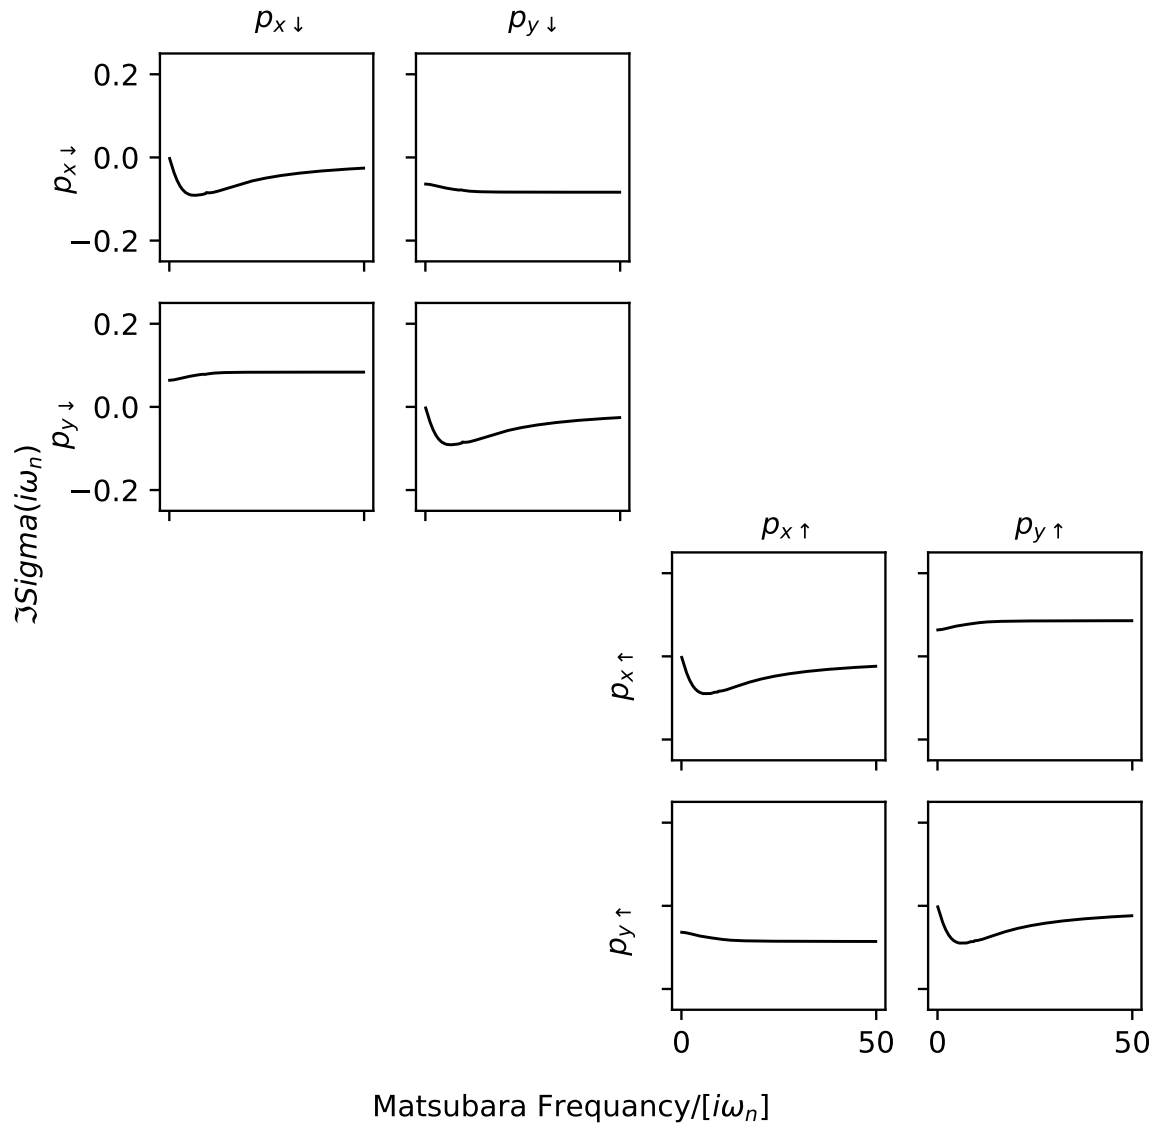 p_{x↓} p_{y↓}
0.2
p_{x↓}
0.0
−0.2
0.2
p_{y↓}
0.0
−0.2
ℑSigma(iω_n)
p_{x↑} p_{y↑}
p_{x↑}
p_{y↑}
0 50 0 50
Matsubara Frequancy/[iω_n]